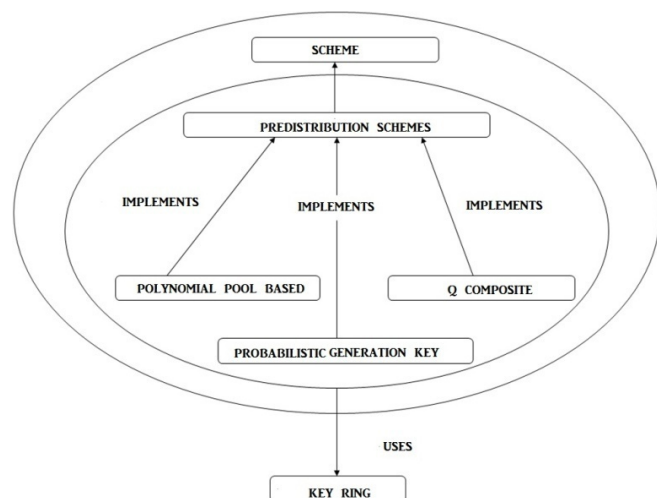 SCHEME
PREDISTRIBUTION SCHEMES
IMPLEMENTS
IMPLEMENTS
IMPLEMENTS
POLYNOMIAL POOL BASED
Q COMPOSITE
PROBABILISTIC GENERATION KEY
USES
KEY RING